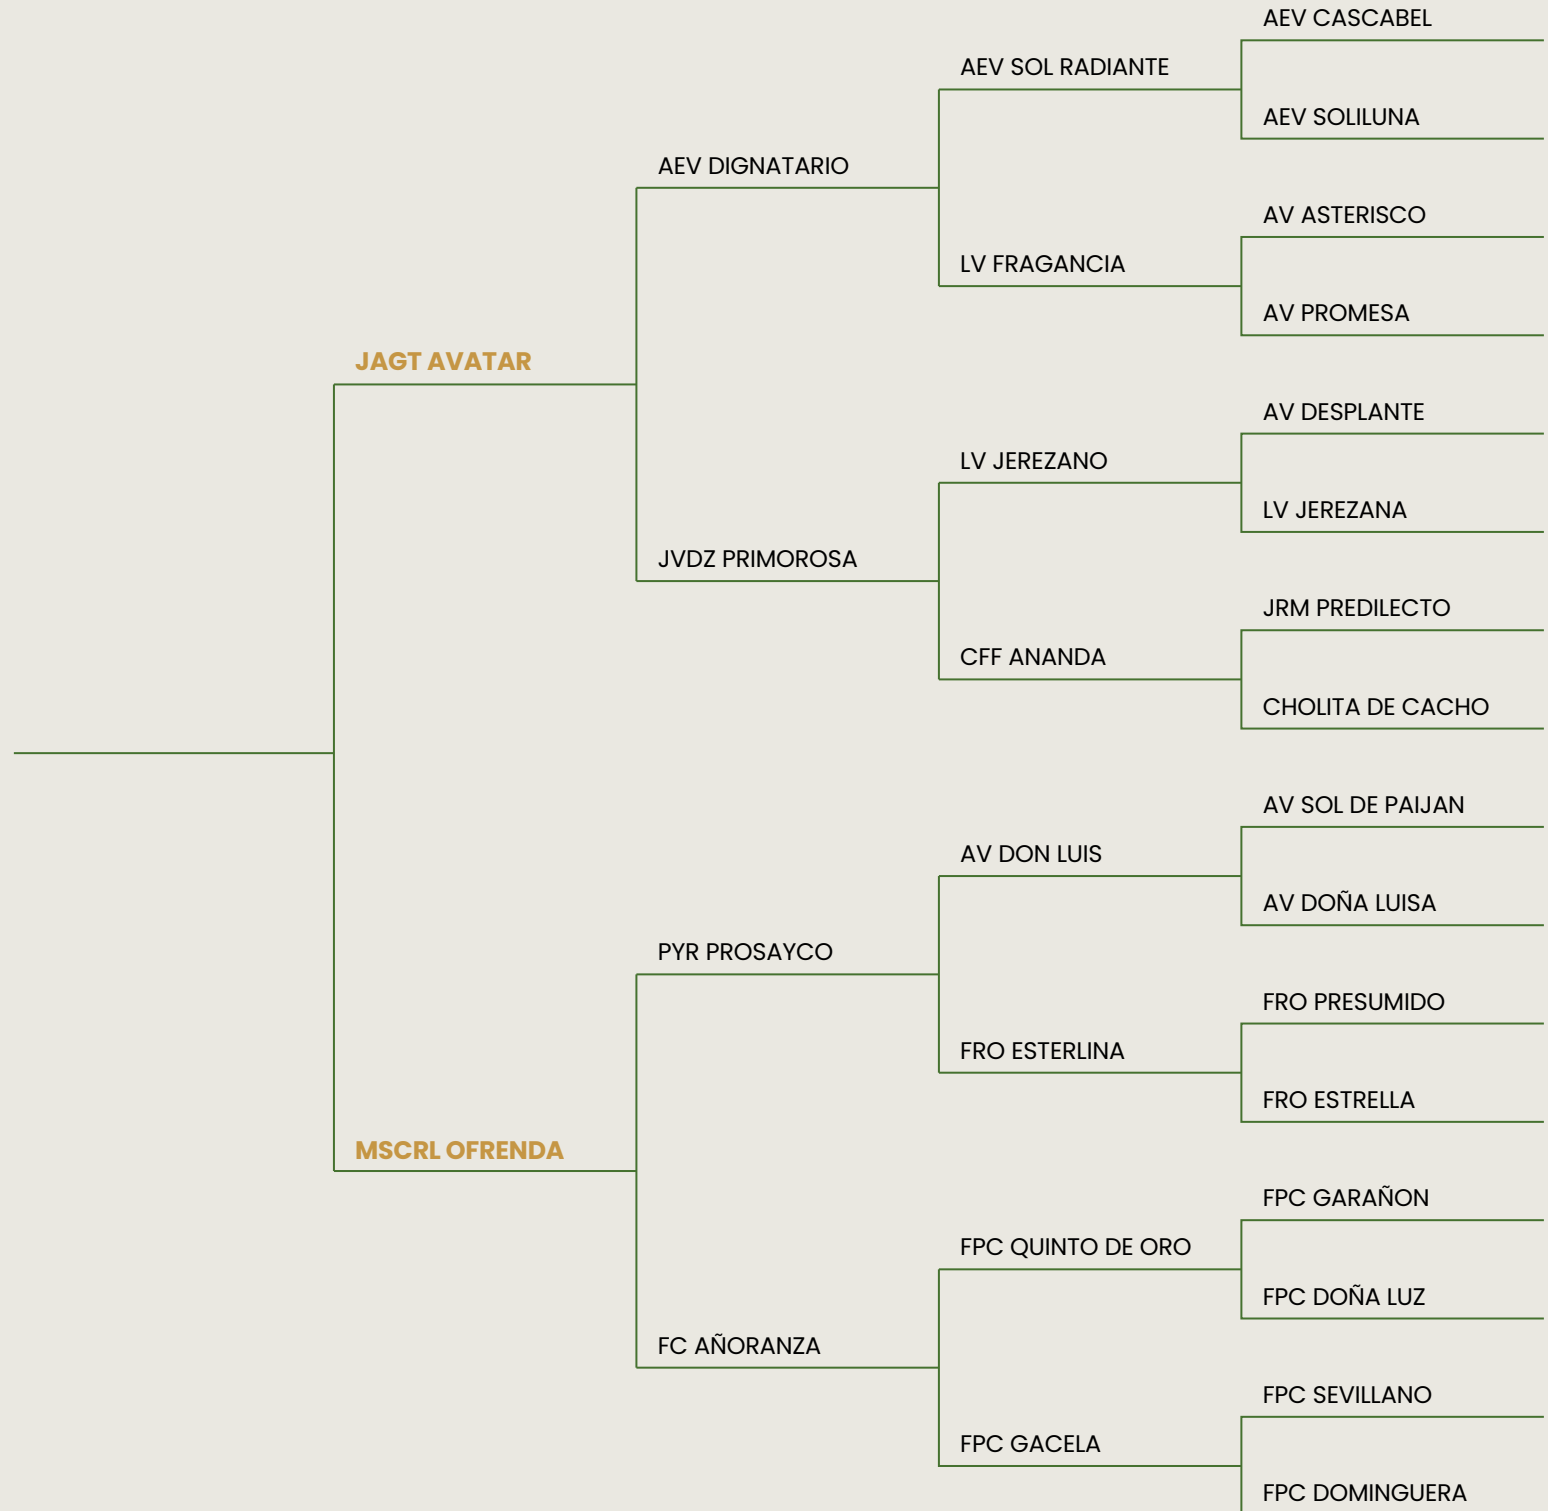 AEV CASCABEL
AEV SOL RADIANTE
AEV SOLILUNA
AEV DIGNATARIO
AV ASTERISCO
LV FRAGANCIA
AV PROMESA
JAGT AVATAR
AV DESPLANTE
LV JEREZANO
LV JEREZANA
JVDZ PRIMOROSA
JRM PREDILECTO
CFF ANANDA
CHOLITA DE CACHO
AV SOL DE PAIJAN
AV DON LUIS
AV DOÑA LUISA
PYR PROSAYCO
FRO PRESUMIDO
FRO ESTERLINA
FRO ESTRELLA
MSCRL OFRENDA
FPC GARAÑON
FPC QUINTO DE ORO
FPC DOÑA LUZ
FC AÑORANZA
FPC SEVILLANO
FPC GACELA
FPC DOMINGUERA